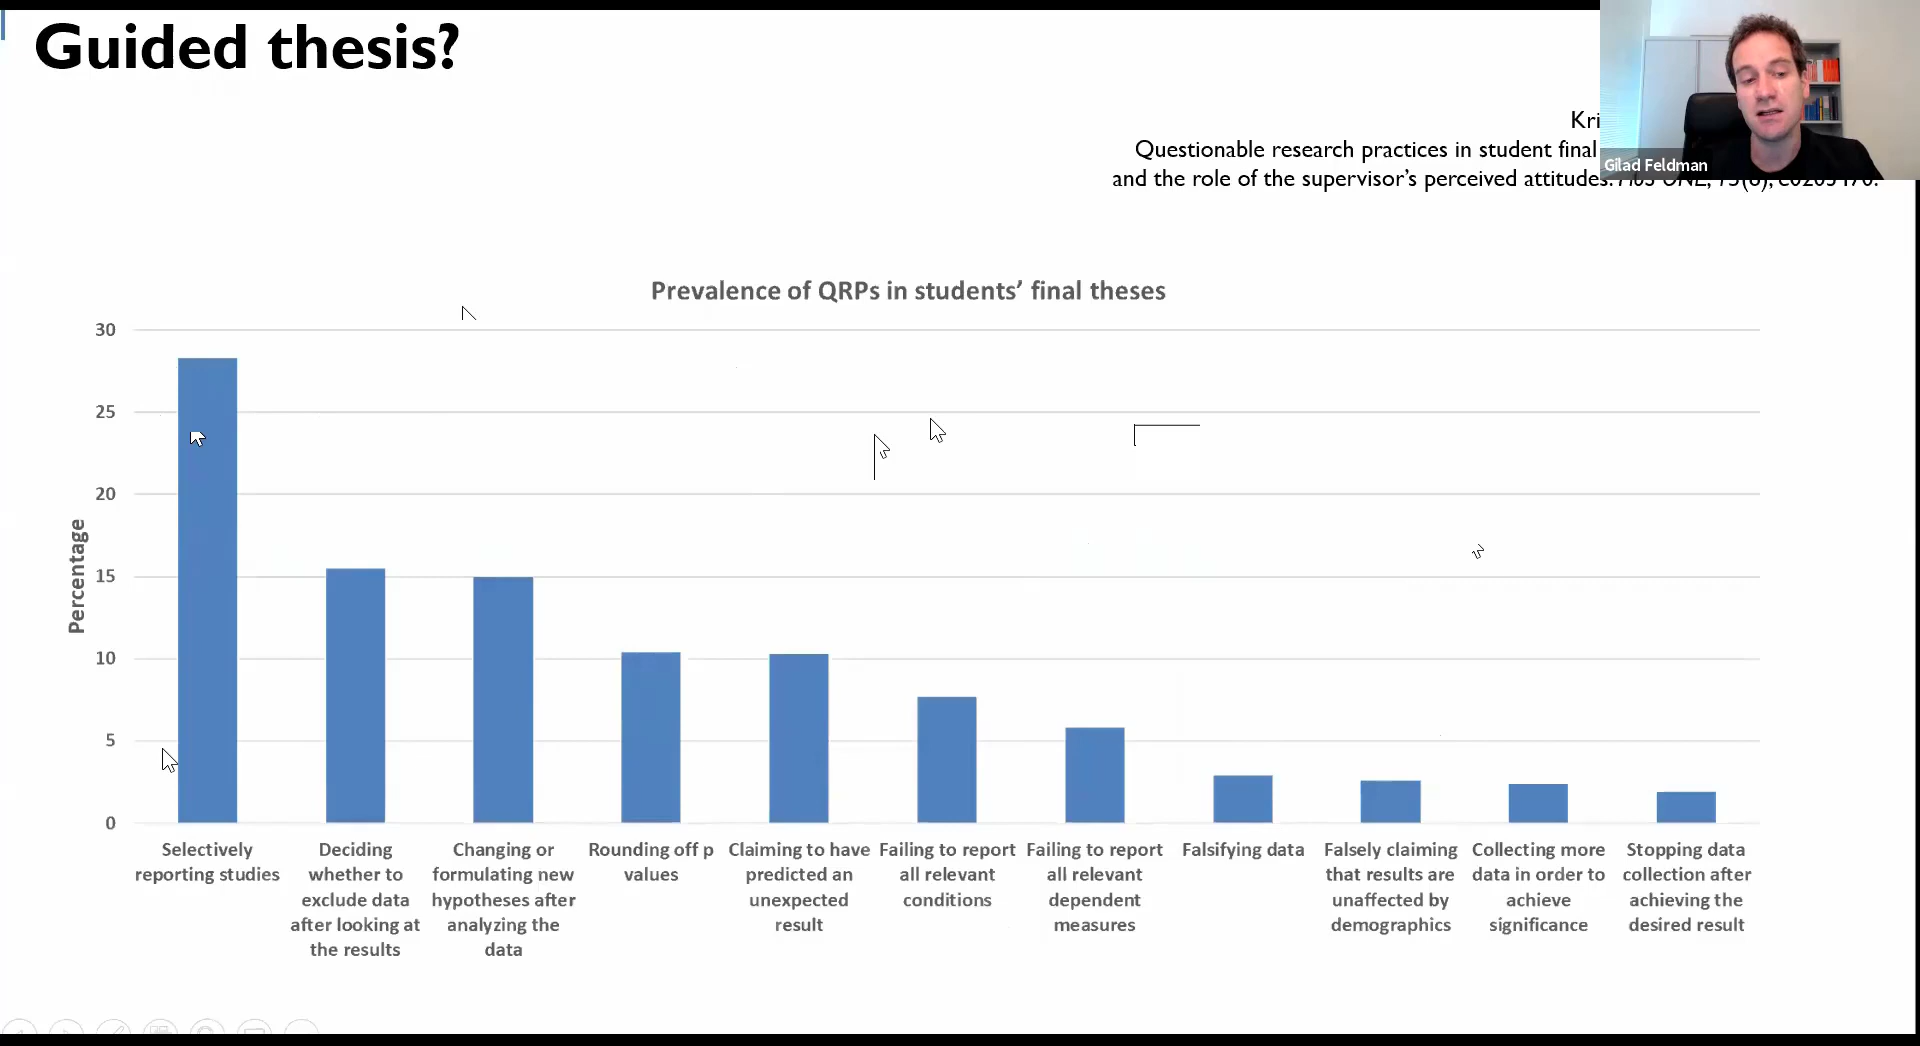 Guided thesis?
Kri
Questionable research practices in student final
and the role of the supervisor's perceived attitudes.
Gilad Feldman
Prevalence of QRPs in students' final theses
Percentage
30
25
20
15
10
5
0
Selectively
reporting studies
Deciding
whether to
exclude data
after looking at
the results
Changing or
formulating new
hypotheses after
analyzing the
data
Rounding off p
values
Claiming to have
predicted an
unexpected
result
Failing to report
all relevant
conditions
Failing to report
all relevant
dependent
measures
Falsifying data
Falsely claiming
that results are
unaffected by
demographics
Collecting more
data in order to
achieve
significance
Stopping data
collection after
achieving the
desired result